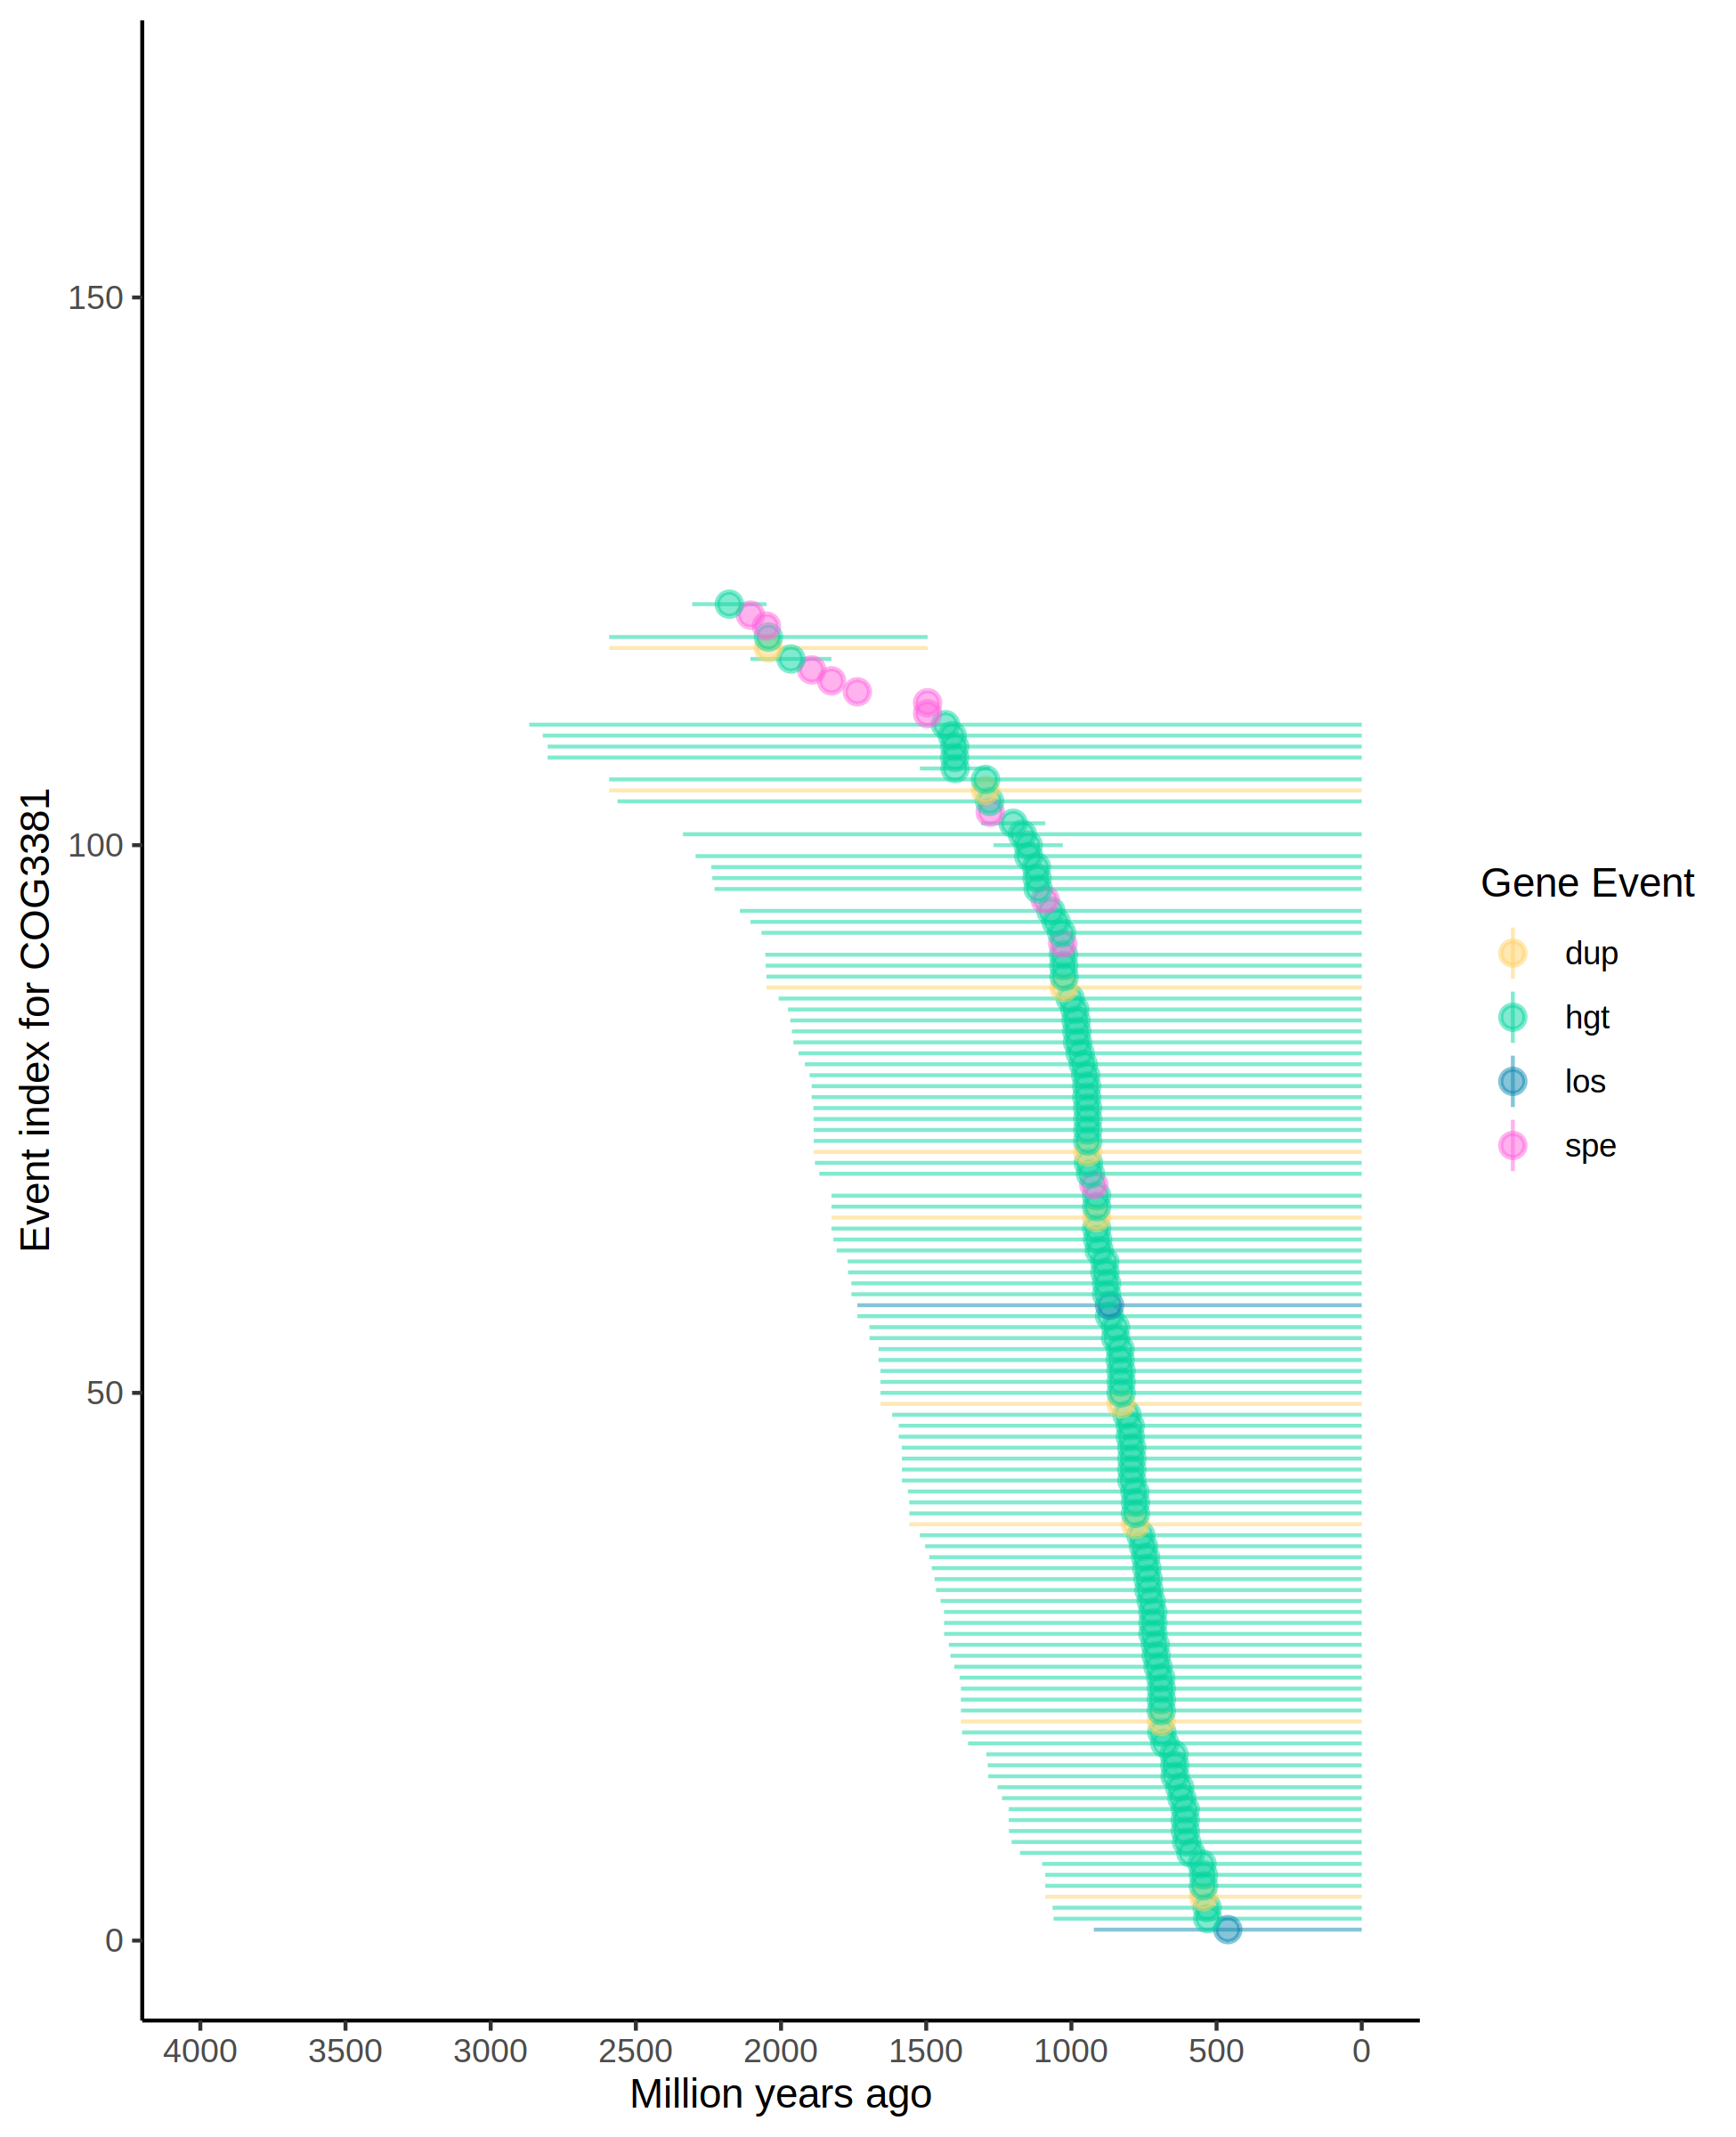 Event index for COG3381
150
100
50
0
4000 3500 3000 2500 2000 1500 1000 500 0
Million years ago
Gene Event
dup
hgt
los
spe